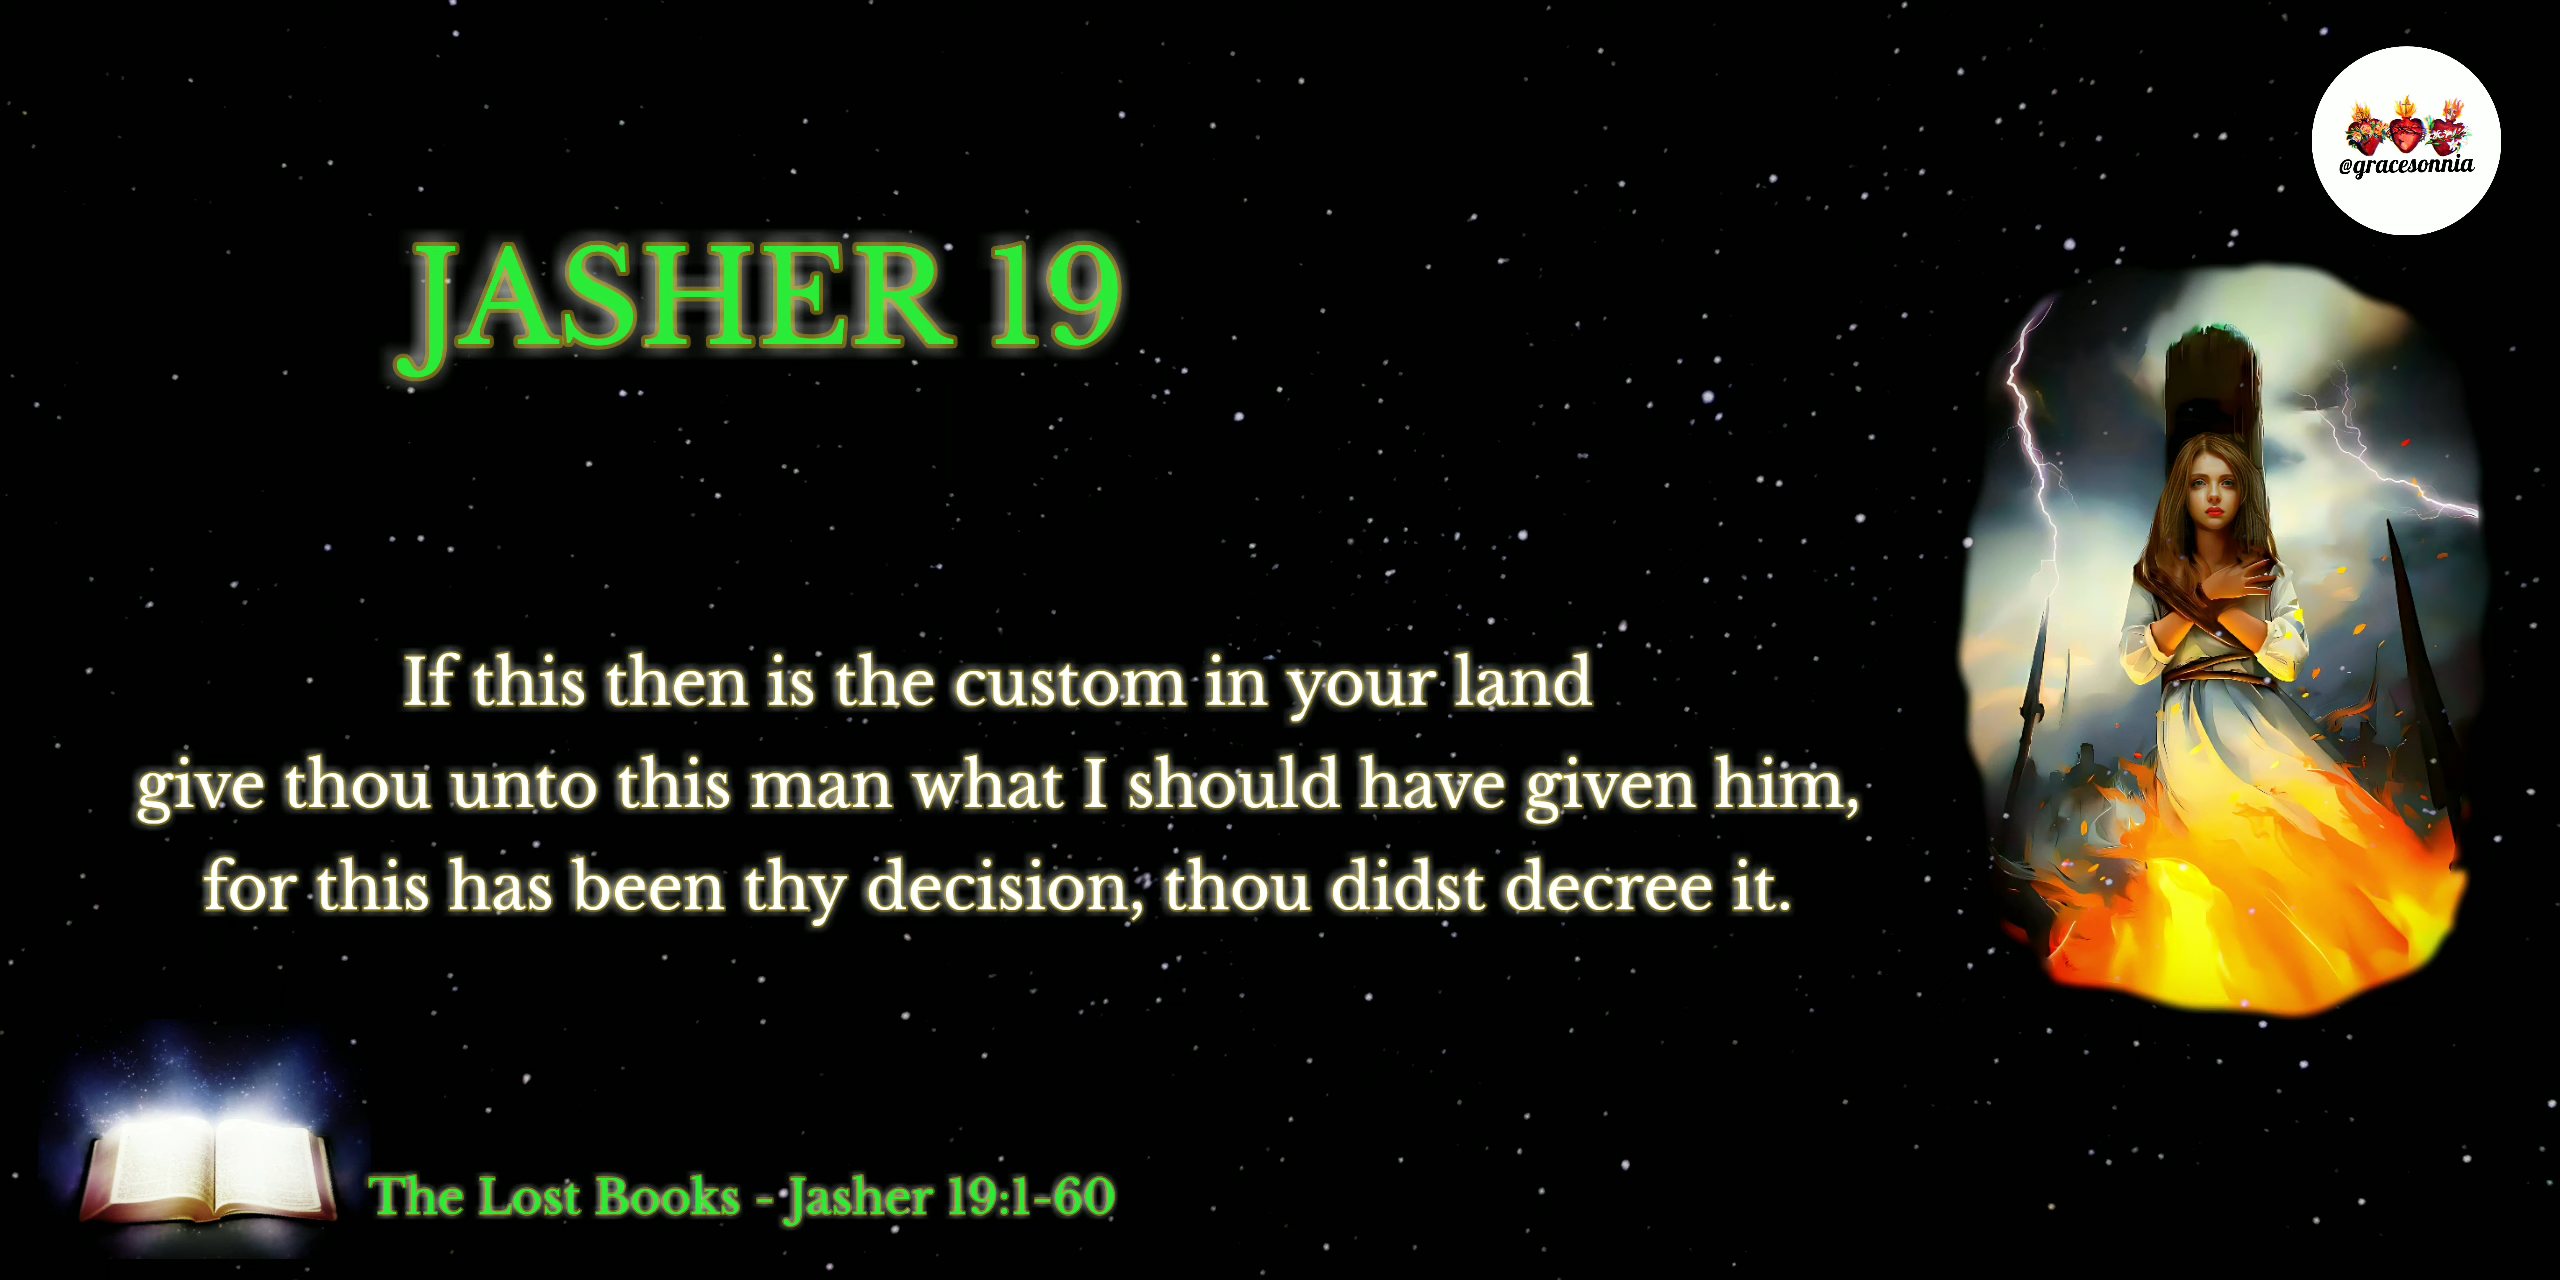 @gracesonnia
JASHER 19
If this then is the custom in your land
give thou unto this man what I should have given him,
for this has been thy decision, thou didst decree it.
The Lost Books - Jasher 19:1-60